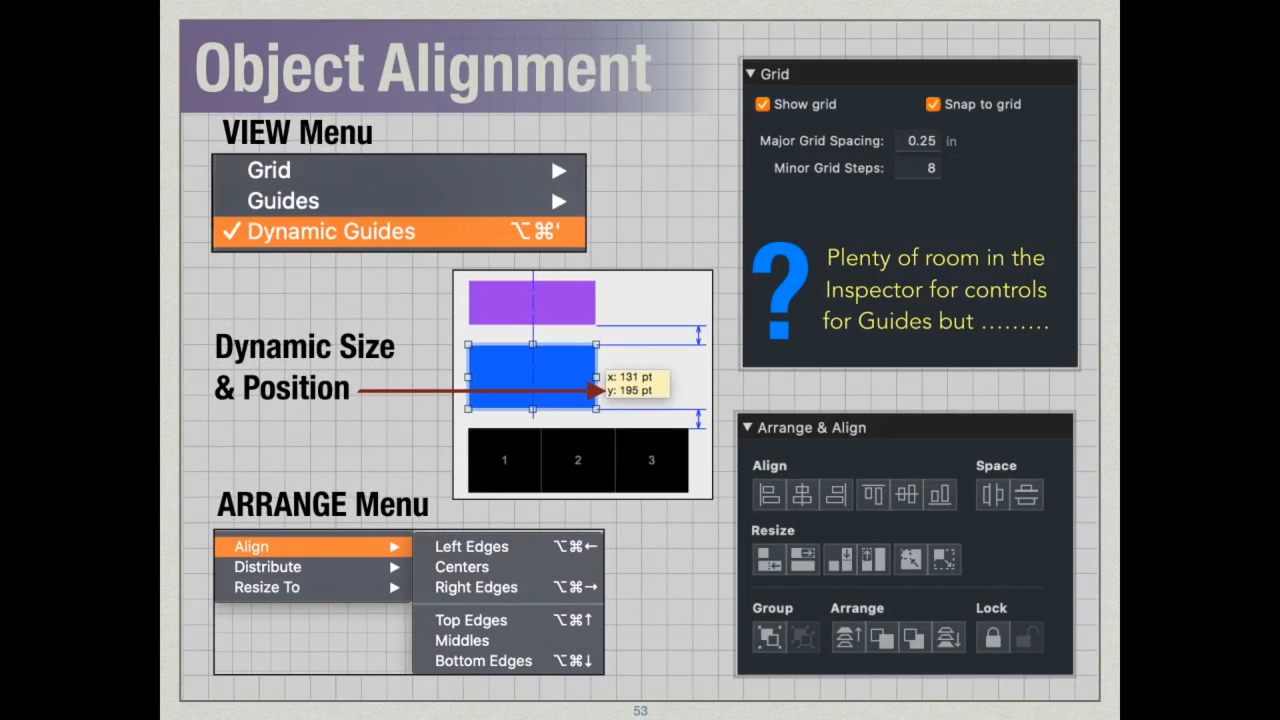 Object Alignment
VIEW Menu
Grid ▶
Guides ▶
✓ Dynamic Guides ⌥⌘'
Dynamic Size
& Position
x: 131 pt
y: 195 pt
1 2 3
ARRANGE Menu
Align ▶
Distribute ▶
Resize To ▶
Left Edges ⌥⌘←
Centers
Right Edges ⌥⌘→
Top Edges ⌥⌘↑
Middles
Bottom Edges ⌥⌘↓
▼ Grid
Show grid Snap to grid
Major Grid Spacing: 0.25 in
Minor Grid Steps: 8
?
Plenty of room in the
Inspector for controls
for Guides but .........
▼ Arrange & Align
Align Space
Resize
Group Arrange Lock
53